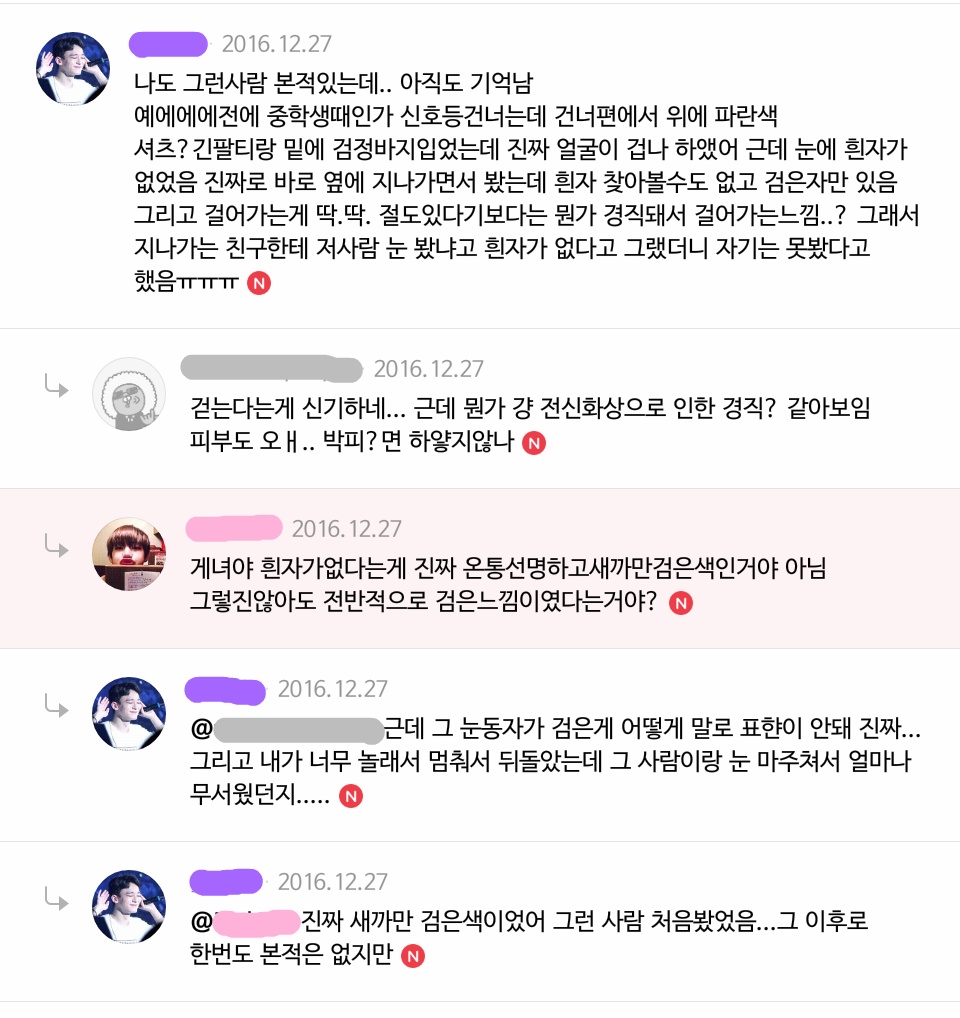 2016.12.27
나도 그런사람 본적있는데.. 아직도 기억남
예에에에전에 중학생때인가 신호등건너는데 건너편에서 위에 파란색
셔츠?긴팔티랑 밑에 검정바지입었는데 진짜 얼굴이 겁나 하앴어 근데 눈에 흰자가
없었음 진짜로 바로 옆에 지나가면서 봤는데 흰자 찾아볼수도 없고 검은자만 있음
그리고 걸어가는게 딱.딱. 절도있다기보다는 뭔가 경직돼서 걸어가는느낌..? 그래서
지나가는 친구한테 저사람 눈 봤냐고 흰자가 없다고 그랬더니 자기는 못봤다고
했음ㅠㅠㅠ N
2016.12.27
걷는다는게 신기하네... 근데 뭔가 걍 전신화상으로 인한 경직? 같아보임
피부도 오ㅐ.. 박피?면 하얗지않나 N
2016.12.27
게녀야 흰자가없다는게 진짜 온통선명하고새까만검은색인거야 아님
그렇진않아도 전반적으로 검은느낌이였다는거야? N
2016.12.27
@근데 그 눈동자가 검은게 어떻게 말로 표햔이 안돼 진짜...
그리고 내가 너무 놀래서 멈춰서 뒤돌았는데 그 사람이랑 눈 마주쳐서 얼마나
무서웠던지..... N
2016.12.27
@진짜 새까만 검은색이었어 그런 사람 처음봤었음...그 이후로
한번도 본적은 없지만 N